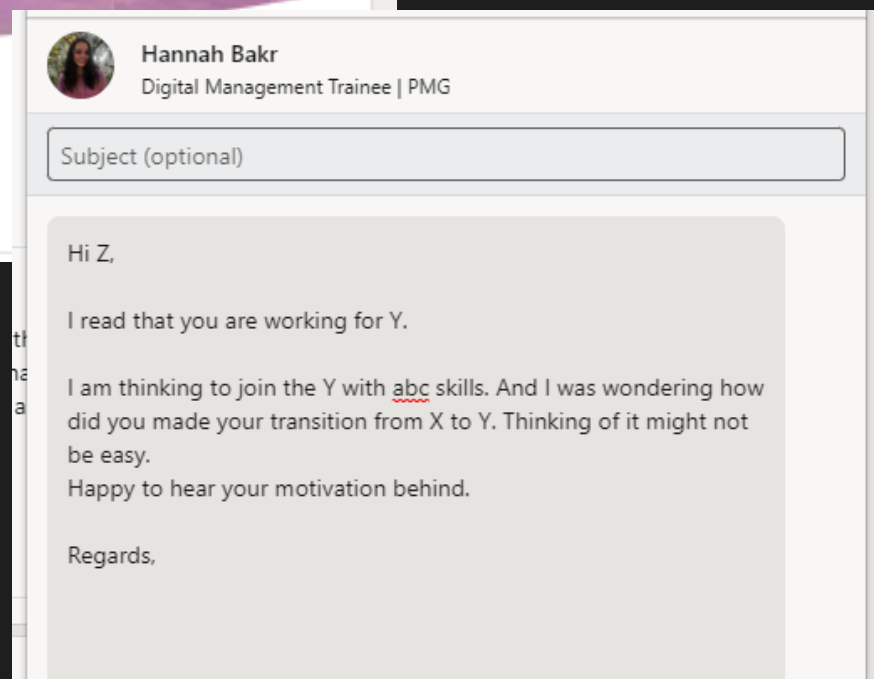 Hannah Bakr
Digital Management Trainee | PMG
Subject (optional)
Hi Z,
I read that you are working for Y.
I am thinking to join the Y with abc skills. And I was wondering how
did you made your transition from X to Y. Thinking of it might not
be easy.
Happy to hear your motivation behind.
Regards,